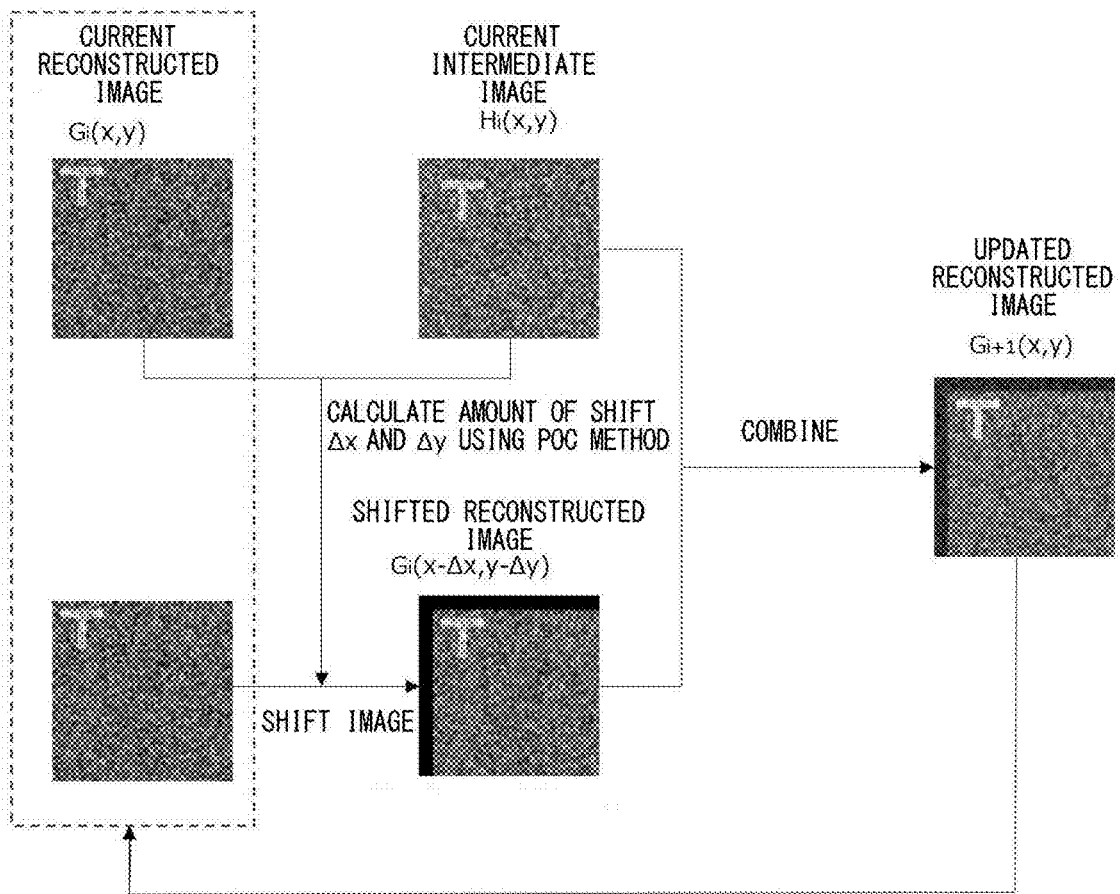 CURRENT
RECONSTRUCTED
IMAGE
Gi(x,y)
CURRENT
INTERMEDIATE
IMAGE
Hi(x,y)
T
T
UPDATED
RECONSTRUCTED
IMAGE
Gi+1(x,y)
T
CALCULATE AMOUNT OF SHIFT
Δx AND Δy USING POC METHOD
COMBINE
SHIFTED RECONSTRUCTED
IMAGE
Gi(x-Δx,y-Δy)
T
T
SHIFT IMAGE